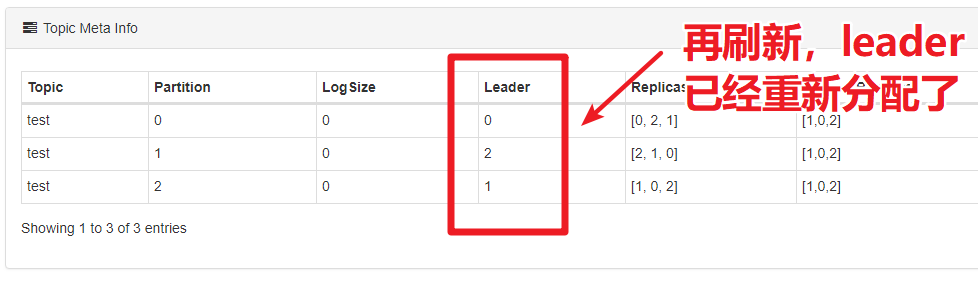 Topic Meta Info
再刷新，leader
已经重新分配了
Topic Partition LogSize Leader Replicas
test 0 0 0 [0, 2, 1] [1,0,2]
test 1 0 2 [2, 1, 0] [1,0,2]
test 2 0 1 [1, 0, 2] [1,0,2]
Showing 1 to 3 of 3 entries